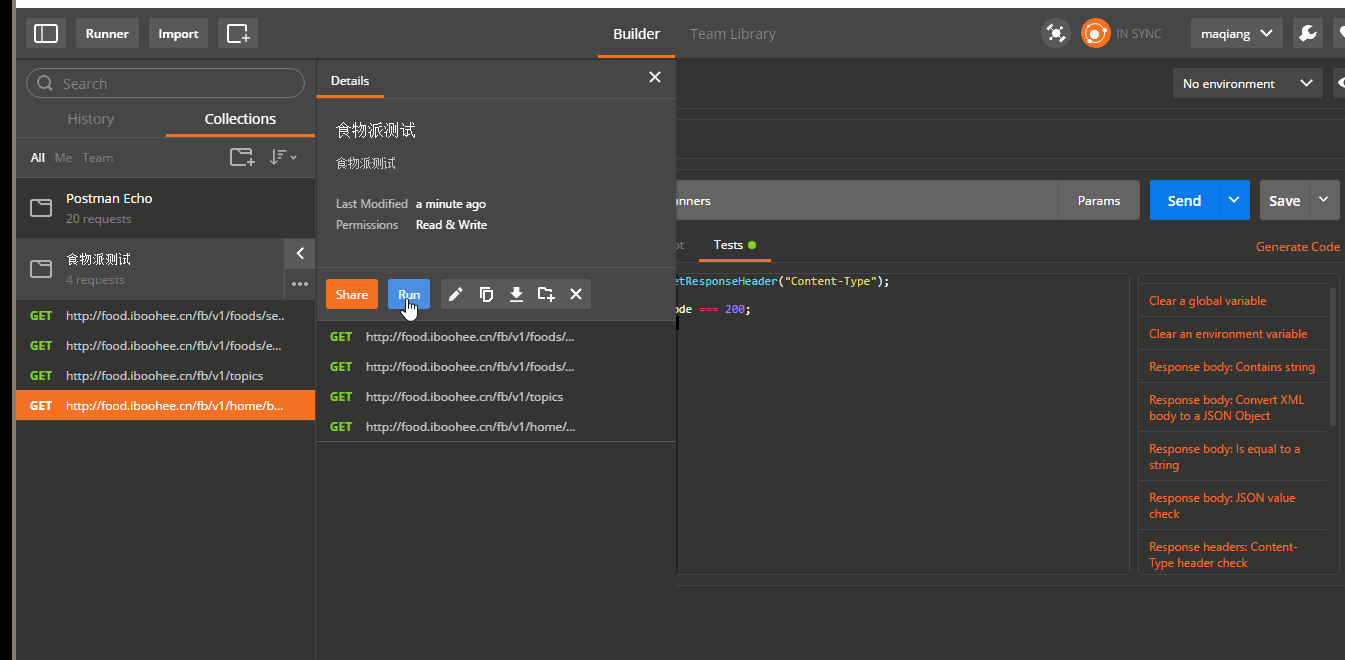 Runner
Import
Builder
Team Library
IN SYNC
maqiang
Search
History
Collections
All Me Team
Postman Echo
20 requests
食物派测试
4 requests
GET http://food.iboohee.cn/fb/v1/foods/se..
GET http://food.iboohee.cn/fb/v1/foods/e...
GET http://food.iboohee.cn/fb/v1/topics
GET http://food.iboohee.cn/fb/v1/home/b...
Details
食物派测试
食物派测试
Last Modified a minute ago
Permissions Read & Write
Share
Run
GET http://food.iboohee.cn/fb/v1/foods/...
GET http://food.iboohee.cn/fb/v1/foods/...
GET http://food.iboohee.cn/fb/v1/topics
GET http://food.iboohee.cn/fb/v1/home/...
No environment
nners
Params
Send
Save
Tests
Generate Code
etResponseHeader("Content-Type");
ode === 200;
Clear a global variable
Clear an environment variable
Response body: Contains string
Response body: Convert XML
body to a JSON Object
Response body: Is equal to a
string
Response body: JSON value
check
Response headers: Content-
Type header check